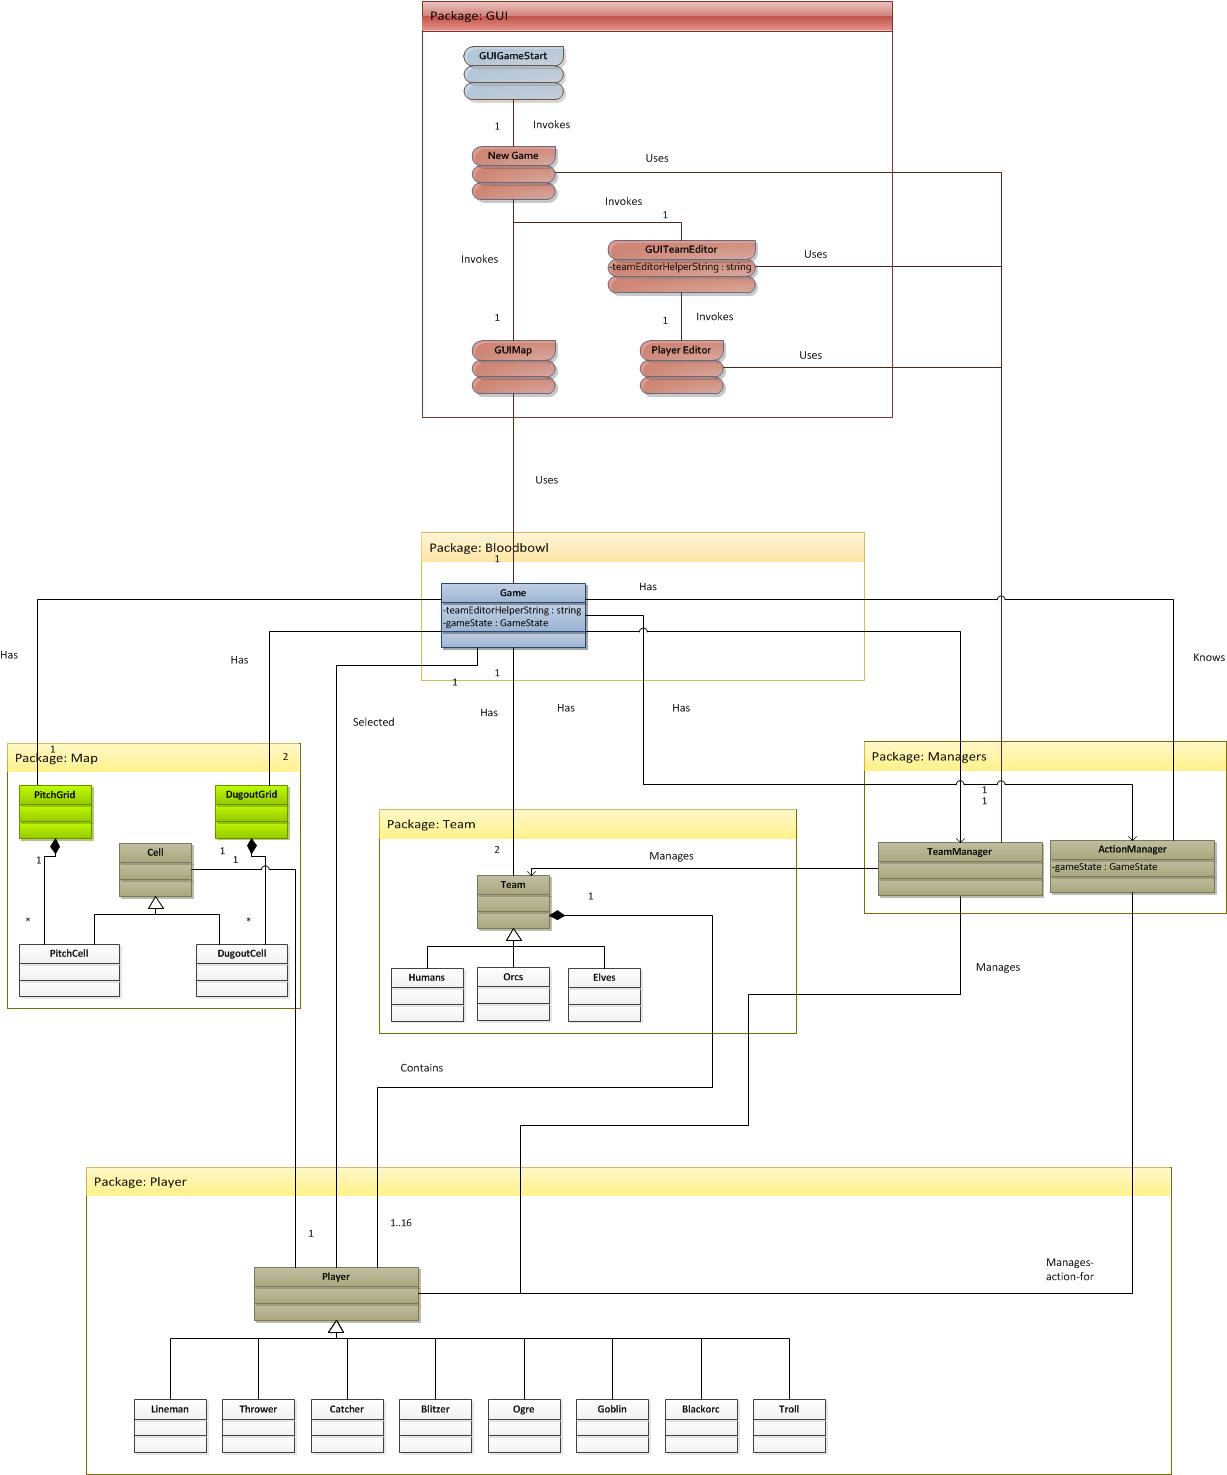 Package: GUI
GUIGameStart
1
Invokes
New Game
Uses
Invokes
1
GUITeamEditor
-teamEditorHelperString : string
Uses
Invokes
1
1
Invokes
GUIMap
Player Editor
Uses
Uses
Package: Bloodbowl
1
Game
-teamEditorHelperString : string
-gameState : GameState
Has
Has
Has
Knows
1
1
Selected
Has
Has
Has
1
Package: Map
2
Package: Managers
PitchGrid
DugoutGrid
1
1
Package: Team
Cell
1
1
1
2
Manages
TeamManager
ActionManager
-gameState : GameState
Team
1
*
*
PitchCell
DugoutCell
Humans
Orcs
Elves
Manages
Contains
Package: Player
1..16
1
Manages-
action-for
Player
Lineman
Thrower
Catcher
Blitzer
Ogre
Goblin
Blackorc
Troll